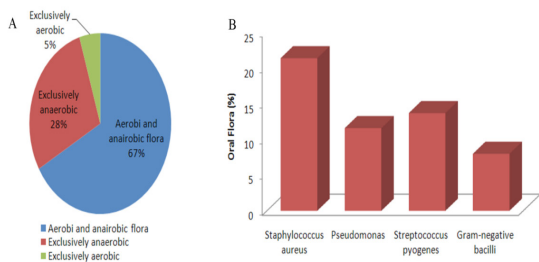 A
Exclusively
aerobic
5%
Exclusively
anaerobic
28%
Aerobi and
anairobic flora
67%
Aerobi and anairobic flora
Exclusively anaerobic
Exclusively aerobic
B
Oral Flora (%)
25
20
15
10
5
0
Staphylococcus
aureus
Pseudomonas
Streptococcus
pyogenes
Gram-negative
bacilli